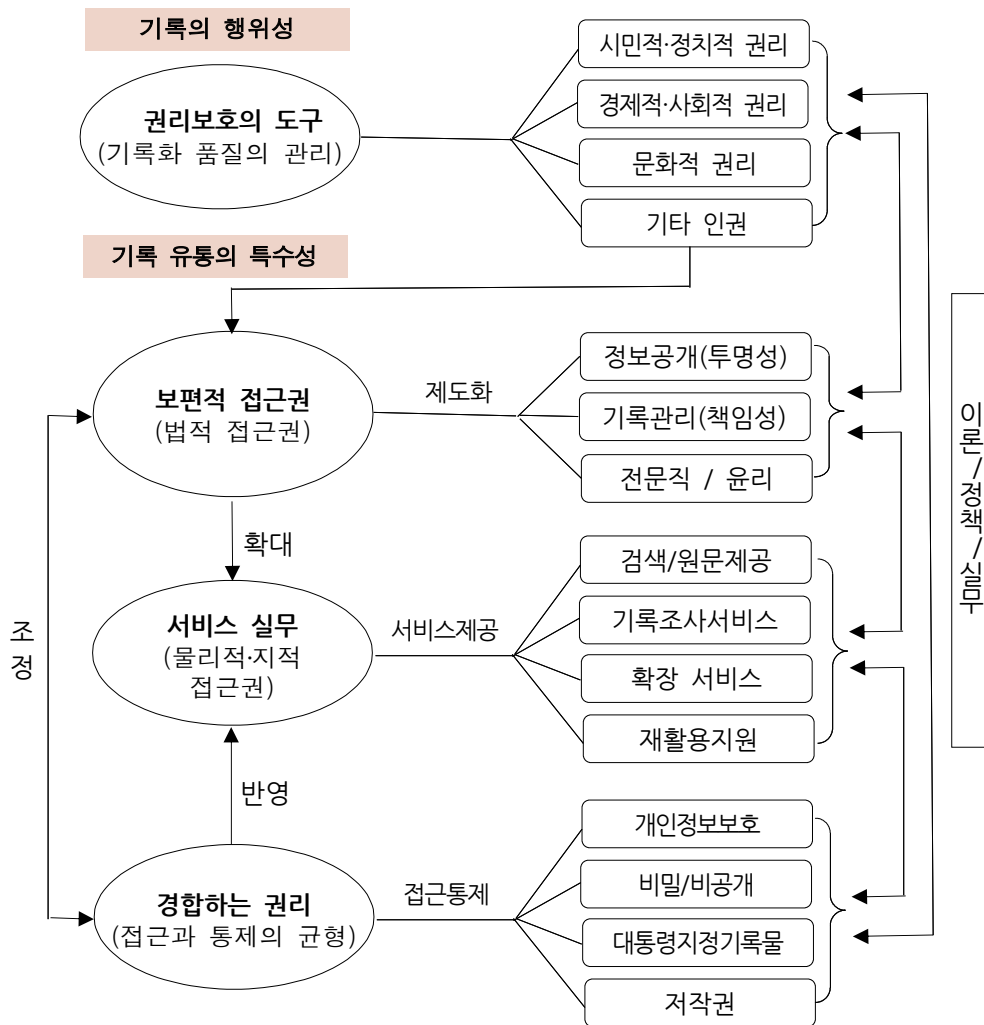 기록의 행위성
권리보호의 도구
(기록화 품질의 관리)
시민적·정치적 권리
경제적·사회적 권리
문화적 권리
기타 인권
기록 유통의 특수성
보편적 접근권
(법적 접근권)
제도화
정보공개(투명성)
기록관리(책임성)
전문직 / 윤리
확대
서비스 실무
(물리적·지적
접근권)
서비스제공
검색/원문제공
기록조사서비스
확장 서비스
재활용지원
반영
경합하는 권리
(접근과 통제의 균형)
접근통제
개인정보보호
비밀/비공개
대통령지정기록물
저작권
조정
이론/정책/실무